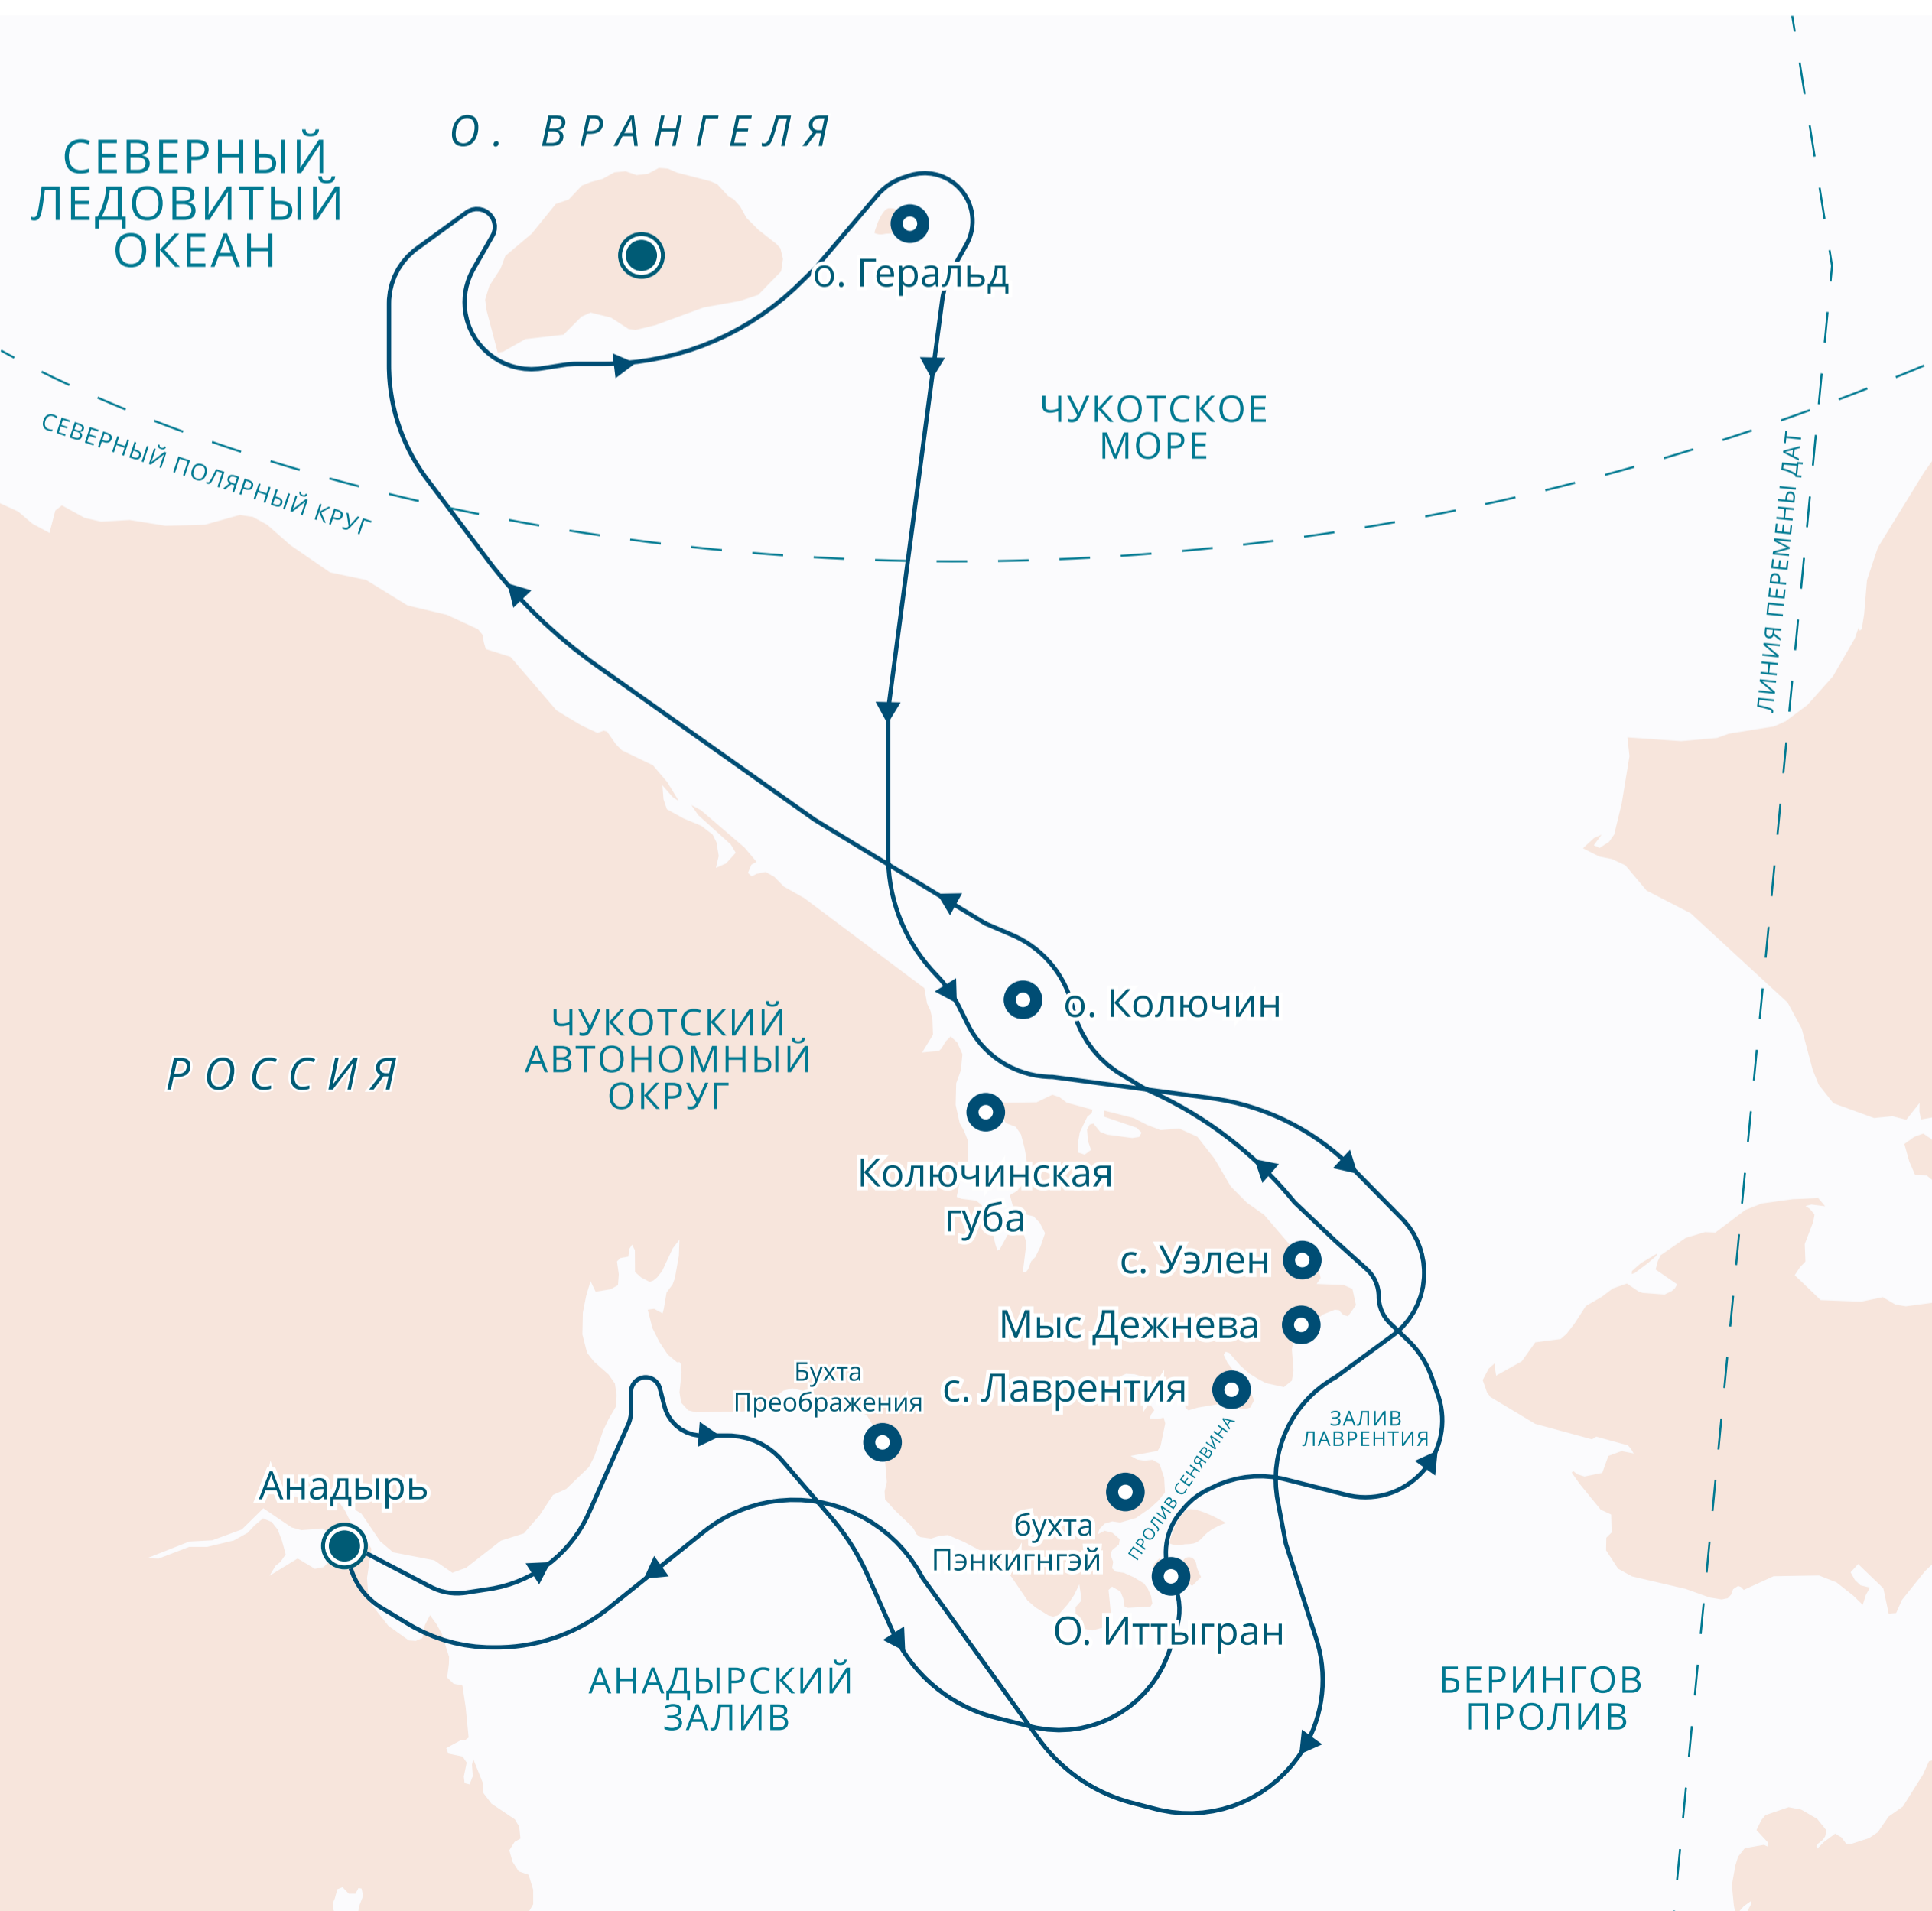 О. ВРАНГЕЛЯ
СЕВЕРНЫЙ
ЛЕДОВИТЫЙ
ОКЕАН
о. Геральд
ЧУКОТСКОЕ
МОРЕ
СЕВЕРНЫЙ ПОЛЯРНЫЙ КРУГ
ЛИНИЯ ПЕРЕМЕНЫ ДАТ
о. Колючин
ЧУКОТСКИЙ
АВТОНОМНЫЙ
ОКРУГ
РОССИЯ
Колючинская
губа
с. Уэлен
Мыс Дежнева
Бухта
Преображения
с. Лаврентия
ЗАЛИВ
ЛАВРЕНТИЯ
ПРОЛИВ СЕНЯВИНА
Анадырь
бухта
Пэнкигнгэй
О. Иттыгран
АНАДЫРСКИЙ
ЗАЛИВ
БЕРИНГОВ
ПРОЛИВ